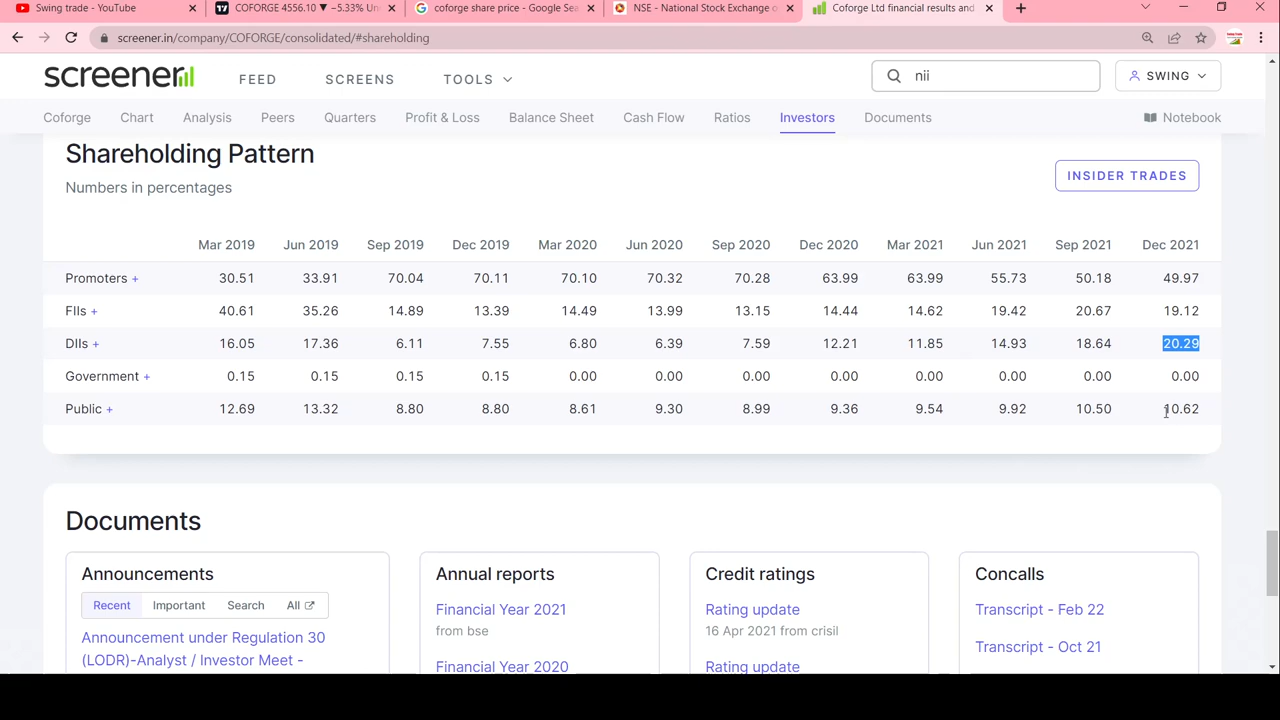 Swing trade - YouTube
COFORGE 4556.10 ▼ −5.33% Un
coforge share price - Google Sea
NSE - National Stock Exchange o
Coforge Ltd financial results and
screener.in/company/COFORGE/consolidated/#shareholding
screener
FEED
SCREENS
TOOLS
nii
SWING
Coforge
Chart
Analysis
Peers
Quarters
Profit & Loss
Balance Sheet
Cash Flow
Ratios
Investors
Documents
Notebook
Shareholding Pattern
Numbers in percentages
INSIDER TRADES
Mar 2019 Jun 2019 Sep 2019 Dec 2019 Mar 2020 Jun 2020 Sep 2020 Dec 2020 Mar 2021 Jun 2021 Sep 2021 Dec 2021
Promoters + 30.51 33.91 70.04 70.11 70.10 70.32 70.28 63.99 63.99 55.73 50.18 49.97
FIIs + 40.61 35.26 14.89 13.39 14.49 13.99 13.15 14.44 14.62 19.42 20.67 19.12
DIIs + 16.05 17.36 6.11 7.55 6.80 6.39 7.59 12.21 11.85 14.93 18.64 20.29
Government + 0.15 0.15 0.15 0.15 0.00 0.00 0.00 0.00 0.00 0.00 0.00 0.00
Public + 12.69 13.32 8.80 8.80 8.61 9.30 8.99 9.36 9.54 9.92 10.50 10.62
Documents
Announcements
Recent Important Search All
Announcement under Regulation 30
(LODR)-Analyst / Investor Meet -
Annual reports
Financial Year 2021
from bse
Financial Year 2020
Credit ratings
Rating update
16 Apr 2021 from crisil
Rating update
Concalls
Transcript - Feb 22
Transcript - Oct 21